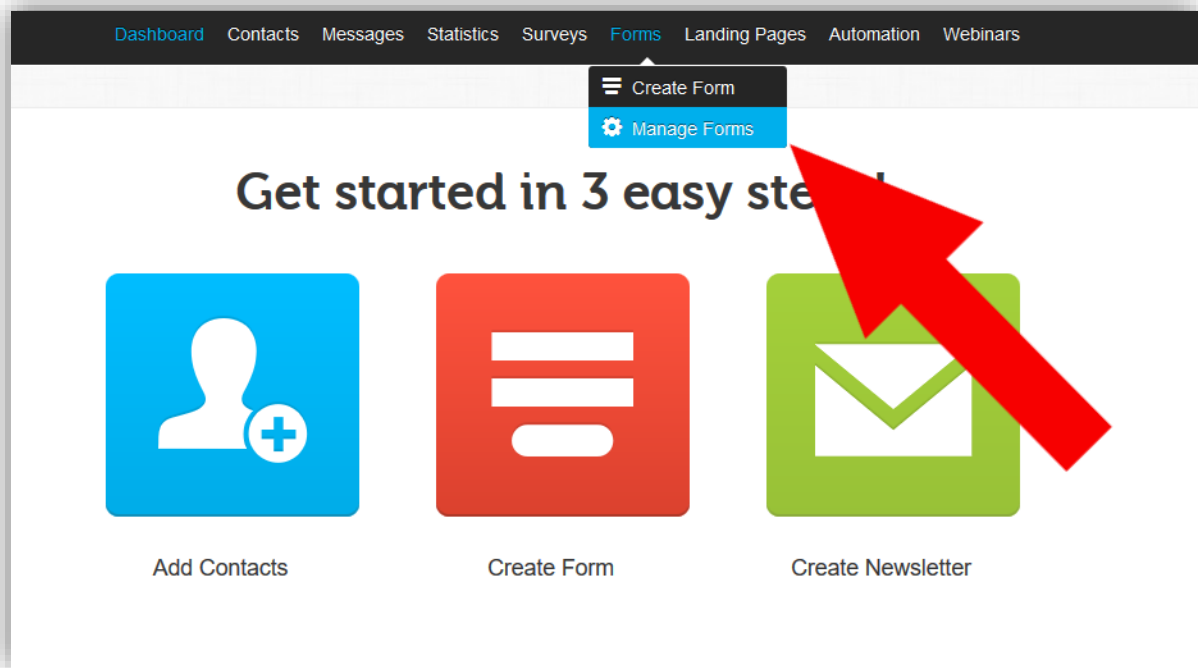 Dashboard Contacts Messages Statistics Surveys Forms Landing Pages Automation Webinars
Create Form
Manage Forms
Get started in 3 easy
Add Contacts Create Form Create Newsletter